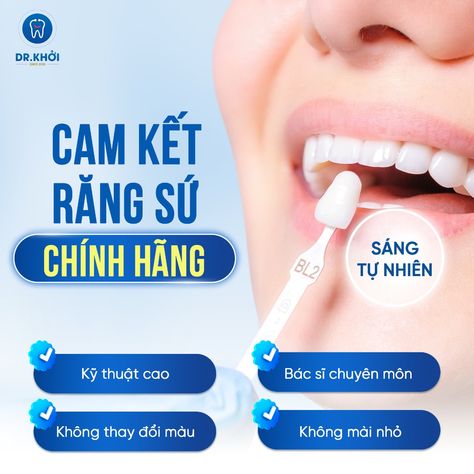 DR.KHỞI
CAM KẾT
RĂNG SỨ
CHÍNH HÃNG
SÁNG
TỰ NHIÊN
BL2
Kỹ thuật cao
Bác sĩ chuyên môn
Không thay đổi màu
Không mài nhỏ